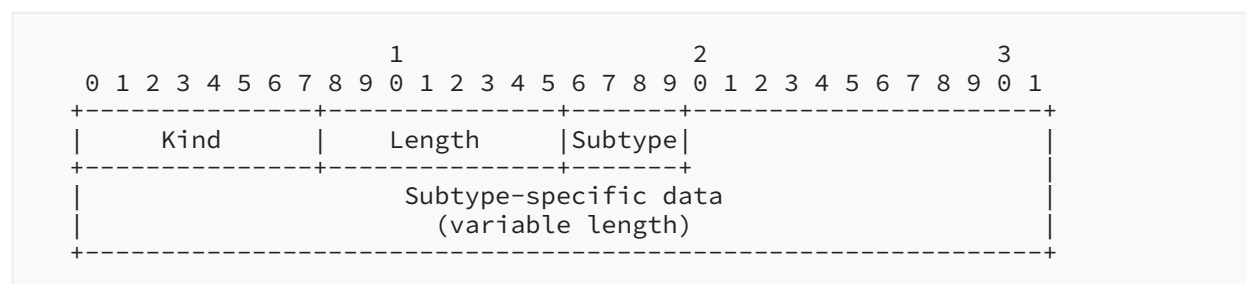 1                   2                   3
 0 1 2 3 4 5 6 7 8 9 0 1 2 3 4 5 6 7 8 9 0 1 2 3 4 5 6 7 8 9 0 1
+---------------+---------------+-------+-----------------------+
|     Kind      |    Length     |Subtype|                       |
+---------------+---------------+-------+                       |
|                     Subtype-specific data                     |
|                       (variable length)                       |
+---------------------------------------------------------------+